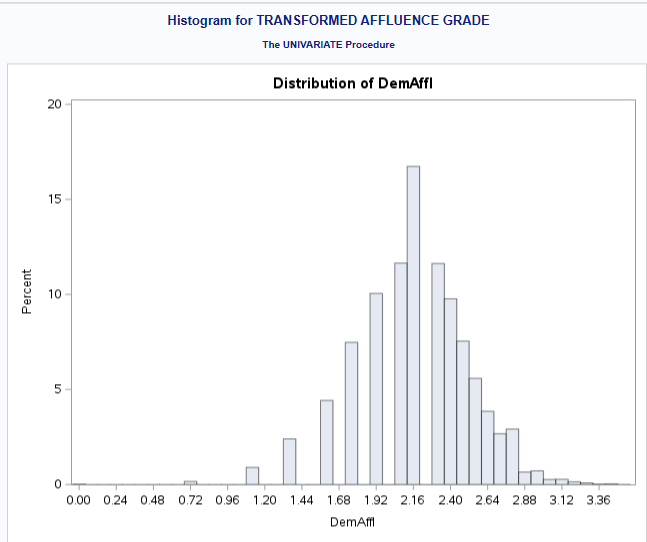 Histogram for TRANSFORMED AFFLUENCE GRADE
The UNIVARIATE Procedure
Distribution of DemAffl
20
15
10
5
0
Percent
0.00 0.24 0.48 0.72 0.96 1.20 1.44 1.68 1.92 2.16 2.40 2.64 2.88 3.12 3.36
DemAffl